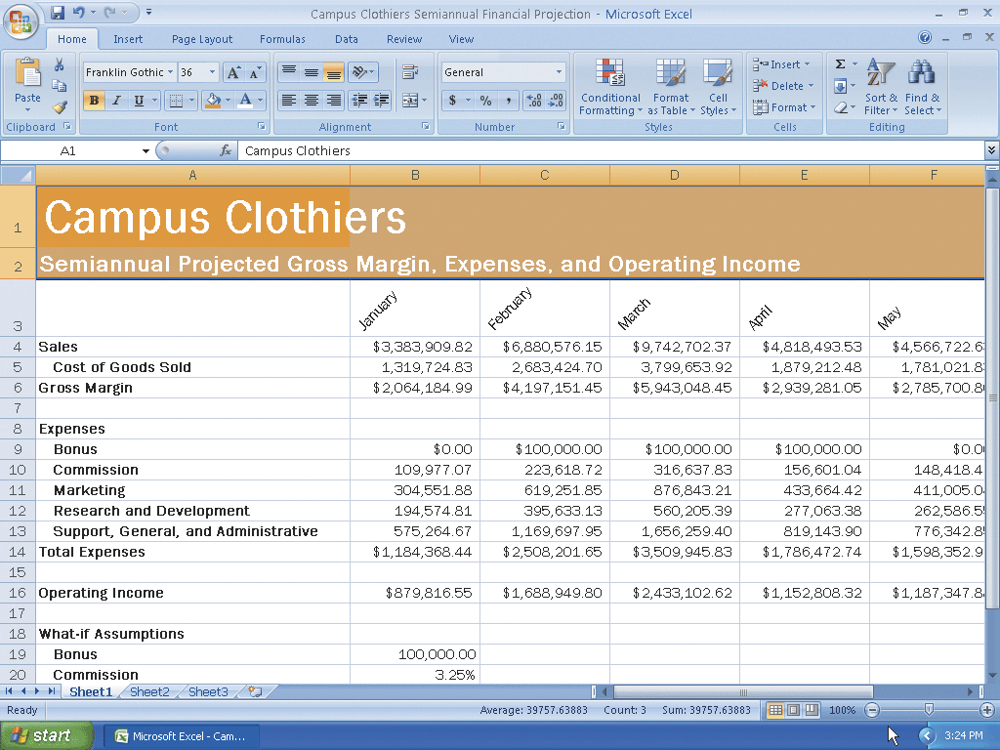 Campus Clothiers Semiannual Financial Projection - Microsoft Excel
Home Insert Page Layout Formulas Data Review View
Paste
Franklin Gothic 36
B I U A A A
General
$ % , .00 .00
Conditional Formatting
Format as Table
Cell Styles
Insert
Delete
Format
Σ
Sort & Filter
Find & Select
Clipboard Font Alignment Number Styles Cells Editing
A1 fx Campus Clothiers
A B C D E F
1 Campus Clothiers
2 Semiannual Projected Gross Margin, Expenses, and Operating Income
3 January February March April May
4 Sales $3,383,909.82 $6,880,576.15 $9,742,702.37 $4,818,493.53 $4,566,722.6
5 Cost of Goods Sold 1,319,724.83 2,683,424.70 3,799,653.92 1,879,212.48 1,781,021.8
6 Gross Margin $2,064,184.99 $4,197,151.45 $5,943,048.45 $2,939,281.05 $2,785,700.8
7
8 Expenses
9 Bonus $0.00 $100,000.00 $100,000.00 $100,000.00 $0.0
10 Commission 109,977.07 223,618.72 316,637.83 156,601.04 148,418.4
11 Marketing 304,551.88 619,251.85 876,843.21 433,664.42 411,005.0
12 Research and Development 194,574.81 395,633.13 560,205.39 277,063.38 262,586.5
13 Support, General, and Administrative 575,264.67 1,169,697.95 1,656,259.40 819,143.90 776,342.8
14 Total Expenses $1,184,368.44 $2,508,201.65 $3,509,945.83 $1,786,472.74 $1,598,352.9
15
16 Operating Income $879,816.55 $1,688,949.80 $2,433,102.62 $1,152,808.32 $1,187,347.8
17
18 What-if Assumptions
19 Bonus 100,000.00
20 Commission 3.25%
Sheet1 Sheet2 Sheet3
Ready Average: 39757.63883 Count: 3 Sum: 39757.63883 100%
start Microsoft Excel - Cam... 3:24 PM